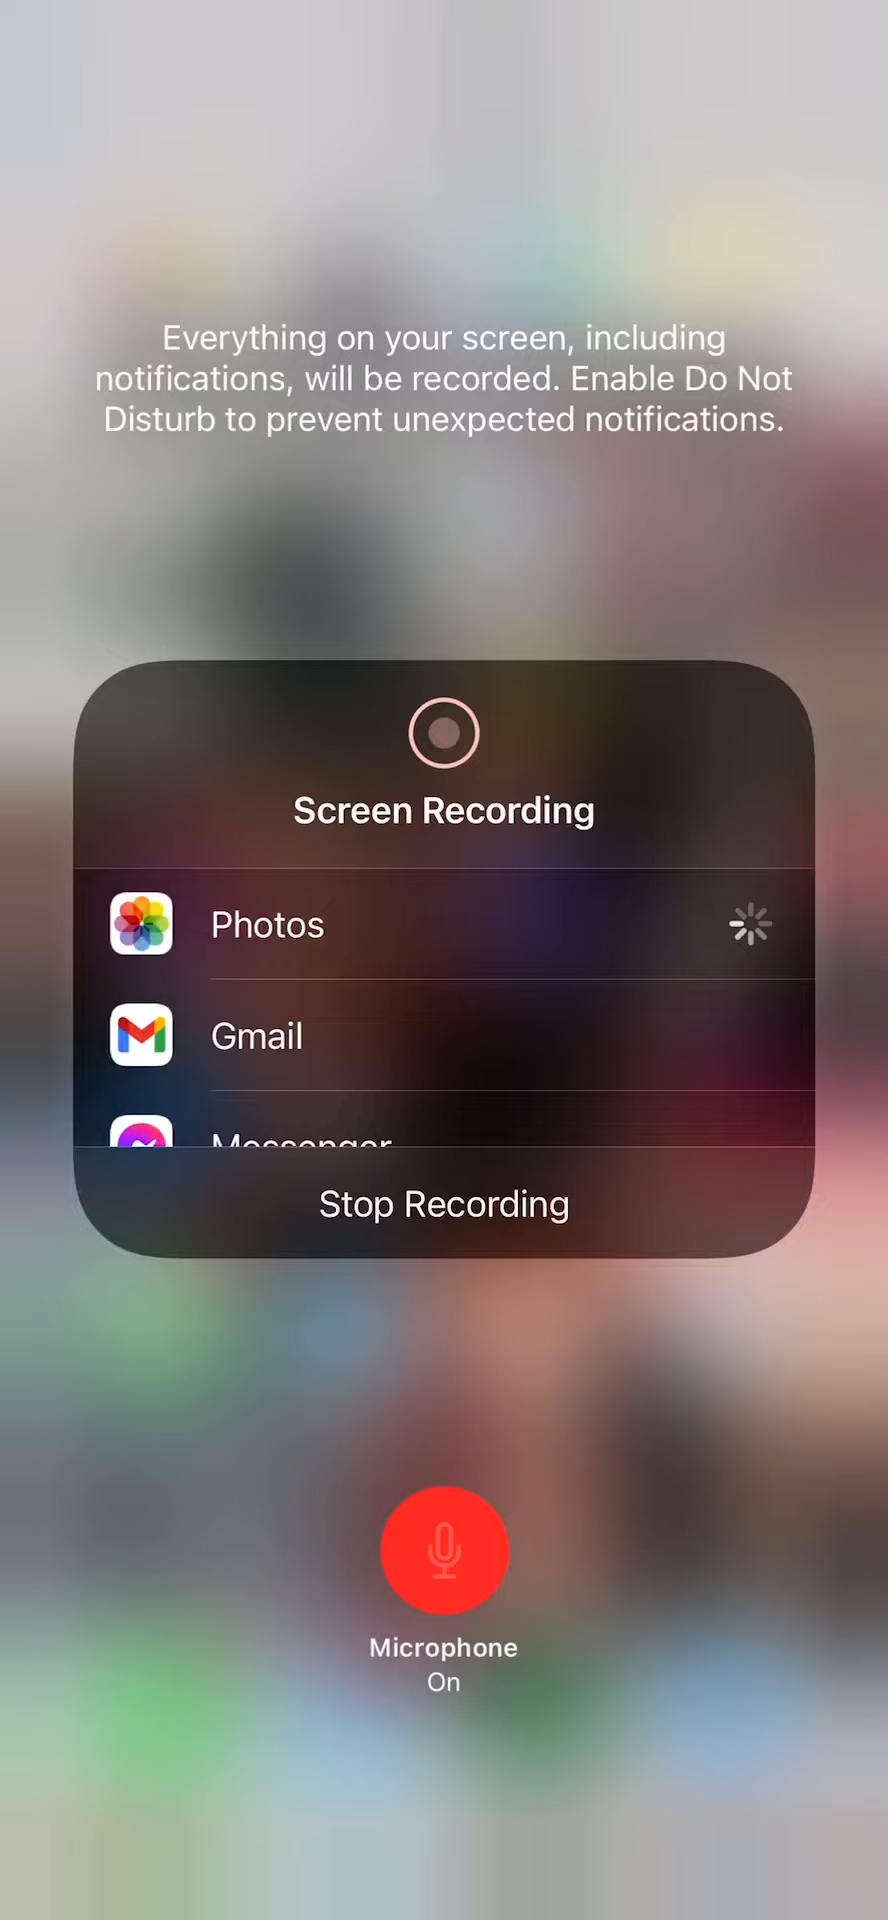 Everything on your screen, including
notifications, will be recorded. Enable Do Not
Disturb to prevent unexpected notifications.
Screen Recording
Photos
Gmail
Messenger
Stop Recording
Microphone
On